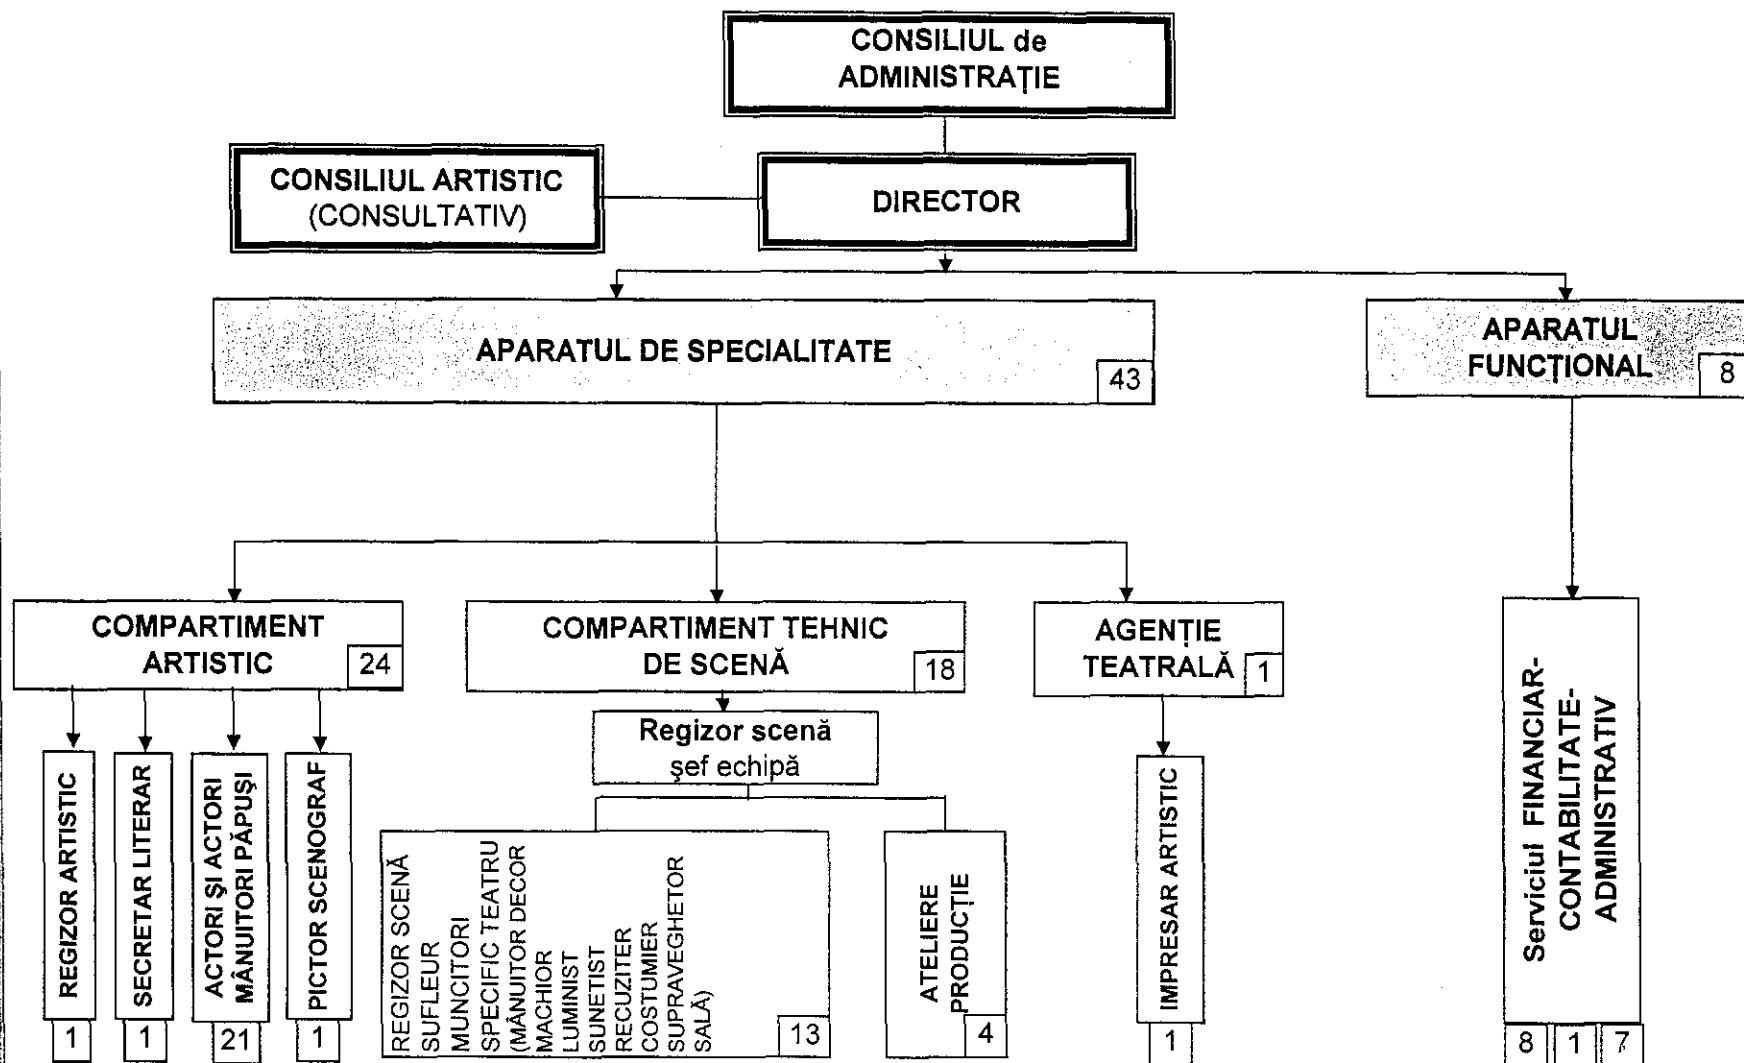 CONSILIUL de
ADMINISTRAȚIE
CONSILIUL ARTISTIC
(CONSULTATIV)
DIRECTOR
APARATUL DE SPECIALITATE
43
APARATUL
FUNCȚIONAL
8
COMPARTIMENT
ARTISTIC
24
COMPARTIMENT TEHNIC
DE SCENĂ
18
AGENȚIE
TEATRALĂ
1
Regizor scenă
șef echipă
REGIZOR ARTISTIC
1
SECRETAR LITERAR
1
ACTORI ȘI ACTORI
MÂNUITORI PĂPUȘI
21
PICTOR SCENOGRAF
1
REGIZOR SCENĂ
SUFLEUR
MUNCITORI
SPECIFIC TEATRU
(MÂNUITOR DECOR
MACHIOR
LUMINIST
SUNETIST
RECUZITER
COSTUMIER
SUPRAVEGHETOR
SALĂ)
13
ATELIERE
PRODUCȚIE
4
IMPRESAR ARTISTIC
1
Serviciul FINANCIAR-
CONTABILITATE-
ADMINISTRATIV
8
1
7